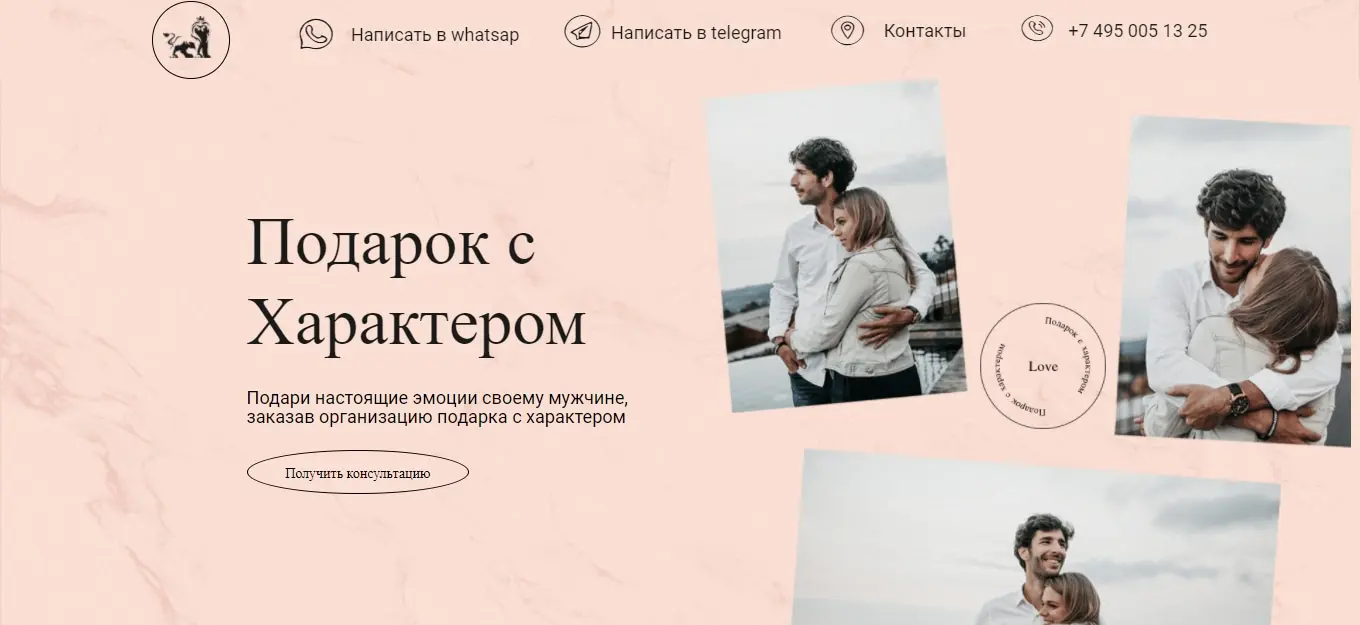 Написать в whatsap
Написать в telegram
Контакты
+7 495 005 13 25
Подарок с
Характером
Подари настоящие эмоции своему мужчине,
заказав организацию подарка с характером
Получить консультацию
Подарок с характером
Подарок с характером
Love